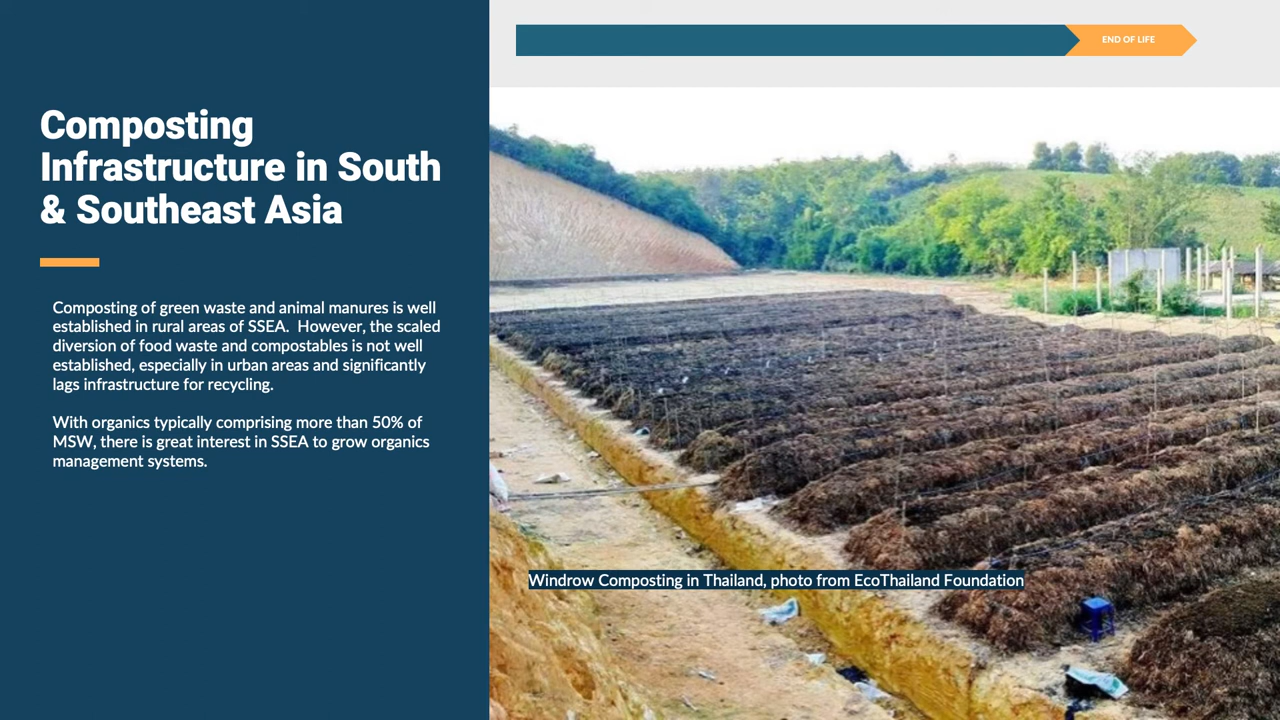 END OF LIFE
Composting
Infrastructure in South
& Southeast Asia
Composting of green waste and animal manures is well
established in rural areas of SSEA.  However, the scaled
diversion of food waste and compostables is not well
established, especially in urban areas and significantly
lags infrastructure for recycling.
With organics typically comprising more than 50% of
MSW, there is great interest in SSEA to grow organics
management systems.
Windrow Composting in Thailand, photo from EcoThailand Foundation